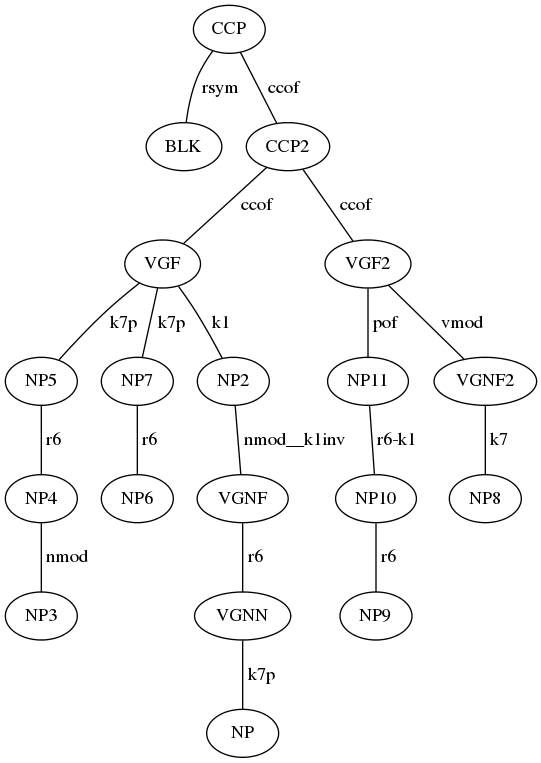 CCP
rsym ccof
BLK CCP2
ccof ccof
VGF VGF2
k7p k7p k1 pof vmod
NP5 NP7 NP2 NP11 VGNF2
r6 r6 nmod__k1inv r6-k1 k7
NP4 NP6 VGNF NP10 NP8
nmod r6 r6
NP3 VGNN NP9
k7p
NP